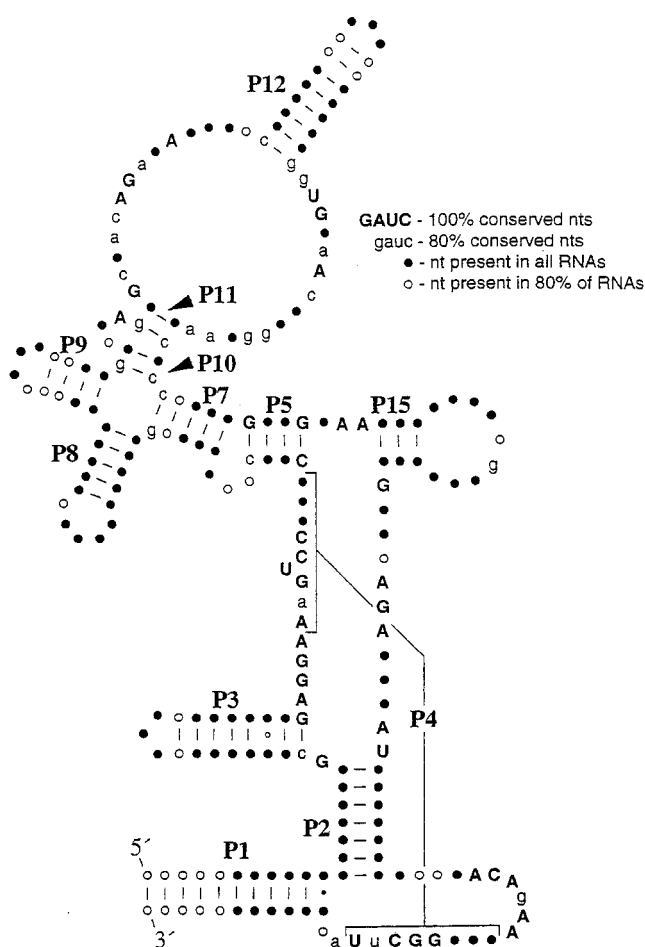 P12
A
c
a
g
g
G
A
c
a
U
G
a
A
c
c
G
GAUC - 100% conserved nts
gauc - 80% conserved nts
● - nt present in all RNAs
○ - nt present in 80% of RNAs
P11
A
g
c
a
a
g
g
P9
g
c
P10
c
P7
P5
P15
G
G
A
A
g
P8
g
c
C
G
C
C
U
G
a
A
A
G
G
A
G
A
G
A
P3
P4
A
U
c
G
P2
5´
P1
A
C
A
g
A
A
3´
a
U
u
C
G
G